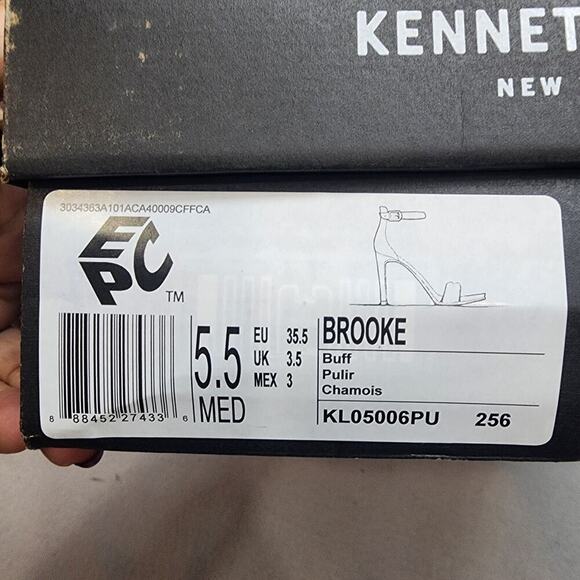 KENNET
NEW
3034363A101ACA40009CFFCA
EPC
TM
5.5
MED
EU 35.5
UK 3.5
MEX 3
BROOKE
Buff
Pulir
Chamois
KL05006PU 256
8 88452 27433 6